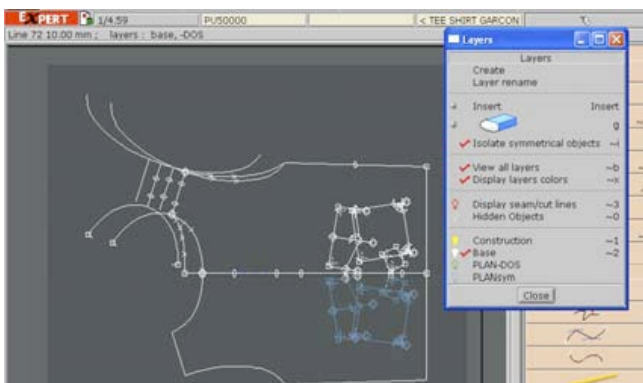 EXPERT 1/4.59 PU50000 < TEE SHIRT GARCON
Line 72 10.00 mm ; layers : base, -DOS
Layers
Layers
Create
Layer rename
Insert Insert
g
Isolate symmetrical objects ~i
View all layers ~b
Display layers colors ~x
Display seam/cut lines ~3
Hidden Objects ~0
Construction ~1
Base ~2
PLAN-DOS
PLANsym
Close